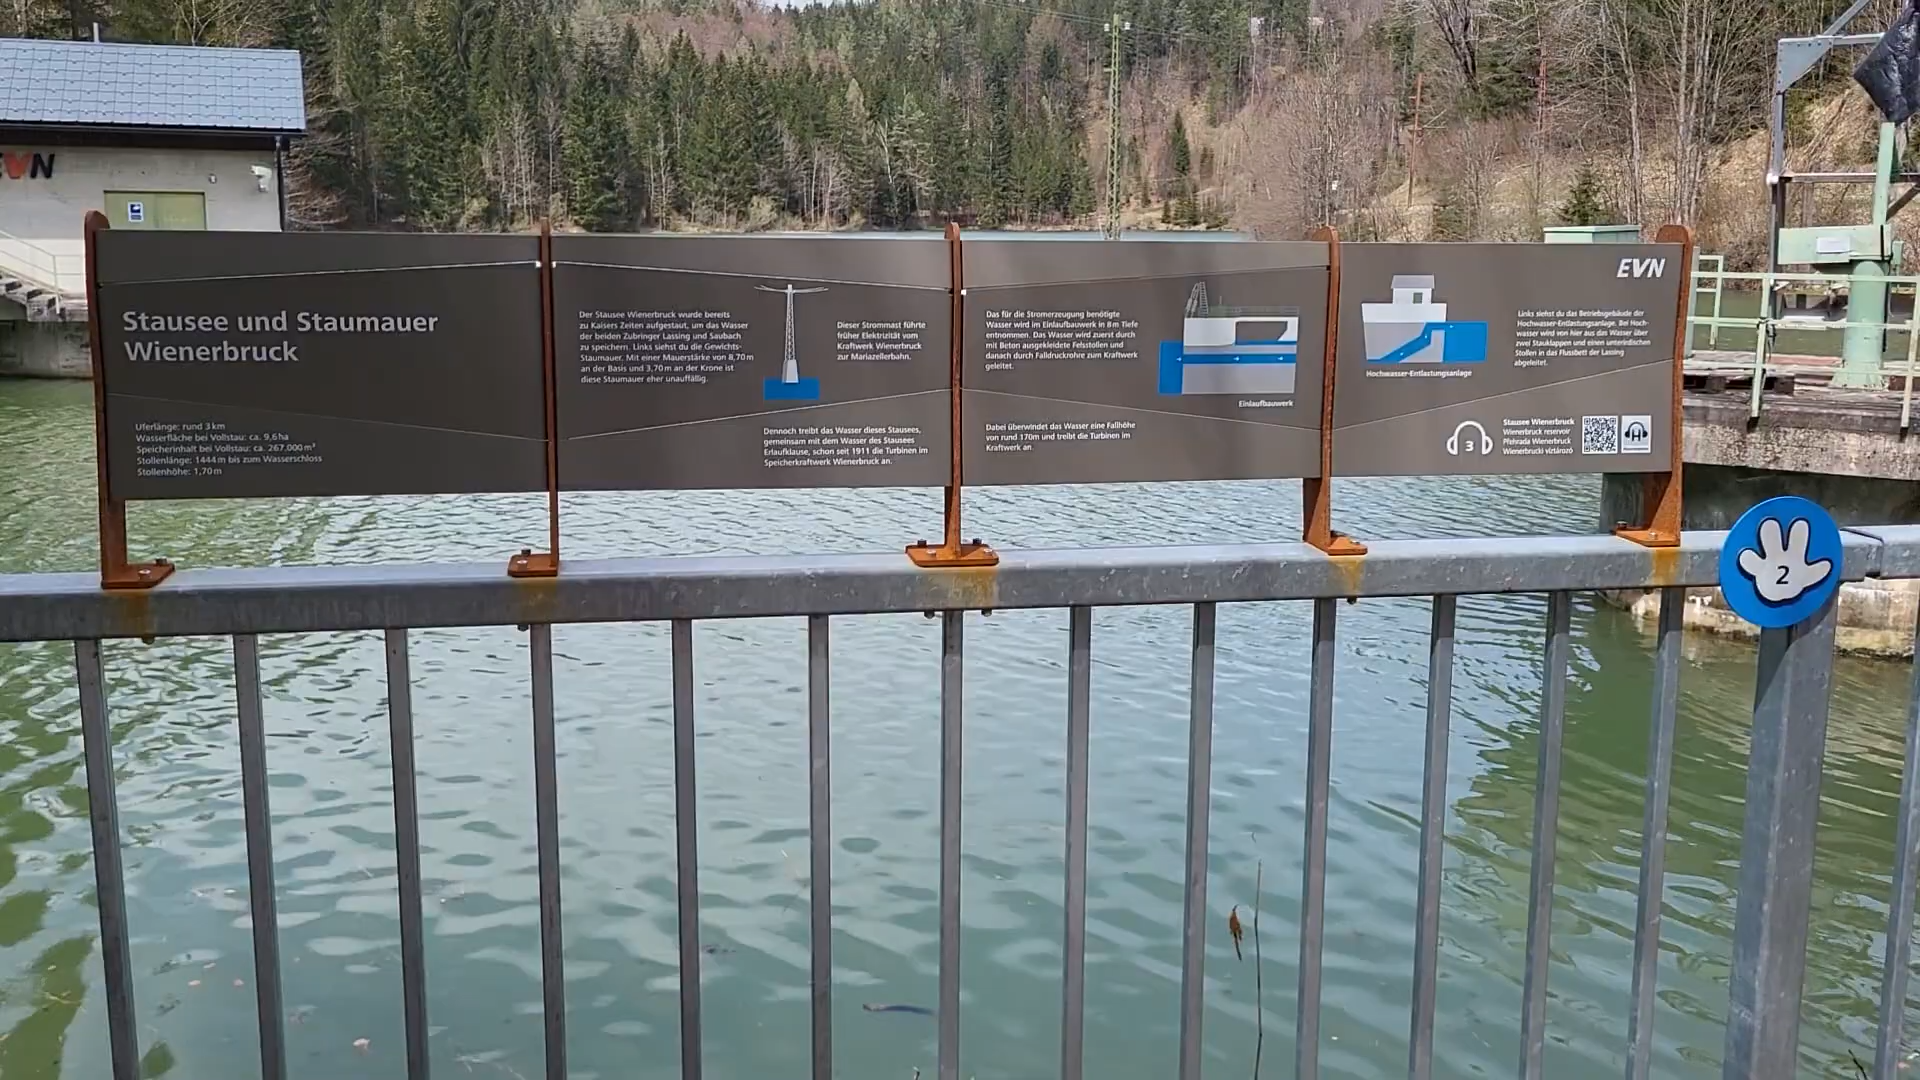 EVN
Stausee und Staumauer
Wienerbruck
Uferlänge: rund 3 km
Wasserfläche bei Vollstau: ca. 9,6 ha
Speicherinhalt bei Vollstau: ca. 267.000 m³
Stollenlänge: 1444 m bis zum Wasserschloss
Stollenhöhe: 1,70 m
Der Stausee Wienerbruck wurde bereits
zu Kaisers Zeiten aufgestaut, um das Wasser
der beiden Zubringer Lassing und Saubach
zu speichern. Links siehst du die Gewichts-
Staumauer. Mit einer Mauerstärke von 8,70 m
an der Basis und 3,70 m an der Krone ist
diese Staumauer eher unauffällig.
Dieser Strommast führte
früher Elektrizität vom
Kraftwerk Wienerbruck
zur Mariazellerbahn.
Dennoch treibt das Wasser dieses Stausees,
gemeinsam mit dem Wasser des Stausees
Erlaufklause, schon seit 1911 die Turbinen im
Speicherkraftwerk Wienerbruck an.
Das für die Stromerzeugung benötigte
Wasser wird im Einlaufbauwerk in 8 m Tiefe
entnommen. Das Wasser wird zuerst durch
mit Beton ausgekleidete Felsstollen und
danach durch Falldruckrohre zum Kraftwerk
geleitet.
Einlaufbauwerk
Dabei überwindet das Wasser eine Fallhöhe
von rund 170m und treibt die Turbinen im
Kraftwerk an.
EVN
Hochwasser-Entlastungsanlage
Links siehst du das Betriebsgebäude der
Hochwasser-Entlastungsanlage. Bei Hoch-
wasser wird von hier aus das Wasser über
zwei Stauklappen und einen unterirdischen
Stollen in das Flussbett der Lassing
abgeleitet.
3
Stausee Wienerbruck
Wienerbruck reservoir
Přehrada Wienerbruck
Wienerbrucki víztározó
2